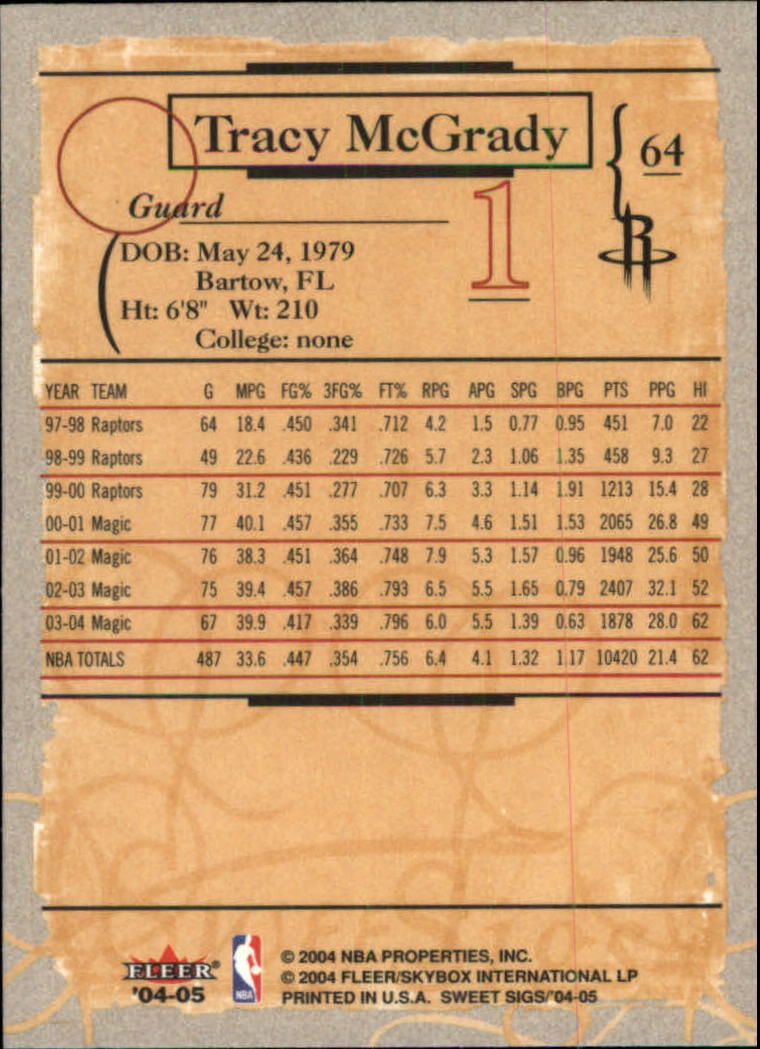 Tracy McGrady
64
Guard
1
DOB: May 24, 1979
Bartow, FL
Ht: 6'8" Wt: 210
College: none
YEAR TEAM G MPG FG% 3FG% FT% RPG APG SPG BPG PTS PPG HI
97-98 Raptors 64 18.4 .450 .341 .712 4.2 1.5 0.77 0.95 451 7.0 22
98-99 Raptors 49 22.6 .436 .229 .726 5.7 2.3 1.06 1.35 458 9.3 27
99-00 Raptors 79 31.2 .451 .277 .707 6.3 3.3 1.14 1.91 1213 15.4 28
00-01 Magic 77 40.1 .457 .355 .733 7.5 4.6 1.51 1.53 2065 26.8 49
01-02 Magic 76 38.3 .451 .364 .748 7.9 5.3 1.57 0.96 1948 25.6 50
02-03 Magic 75 39.4 .457 .386 .793 6.5 5.5 1.65 0.79 2407 32.1 52
03-04 Magic 67 39.9 .417 .339 .796 6.0 5.5 1.39 0.63 1878 28.0 62
NBA TOTALS 487 33.6 .447 .354 .756 6.4 4.1 1.32 1.17 10420 21.4 62
FLEER®
'04-05
NBA
© 2004 NBA PROPERTIES, INC.
© 2004 FLEER/SKYBOX INTERNATIONAL LP
PRINTED IN U.S.A. SWEET SIGS/'04-05